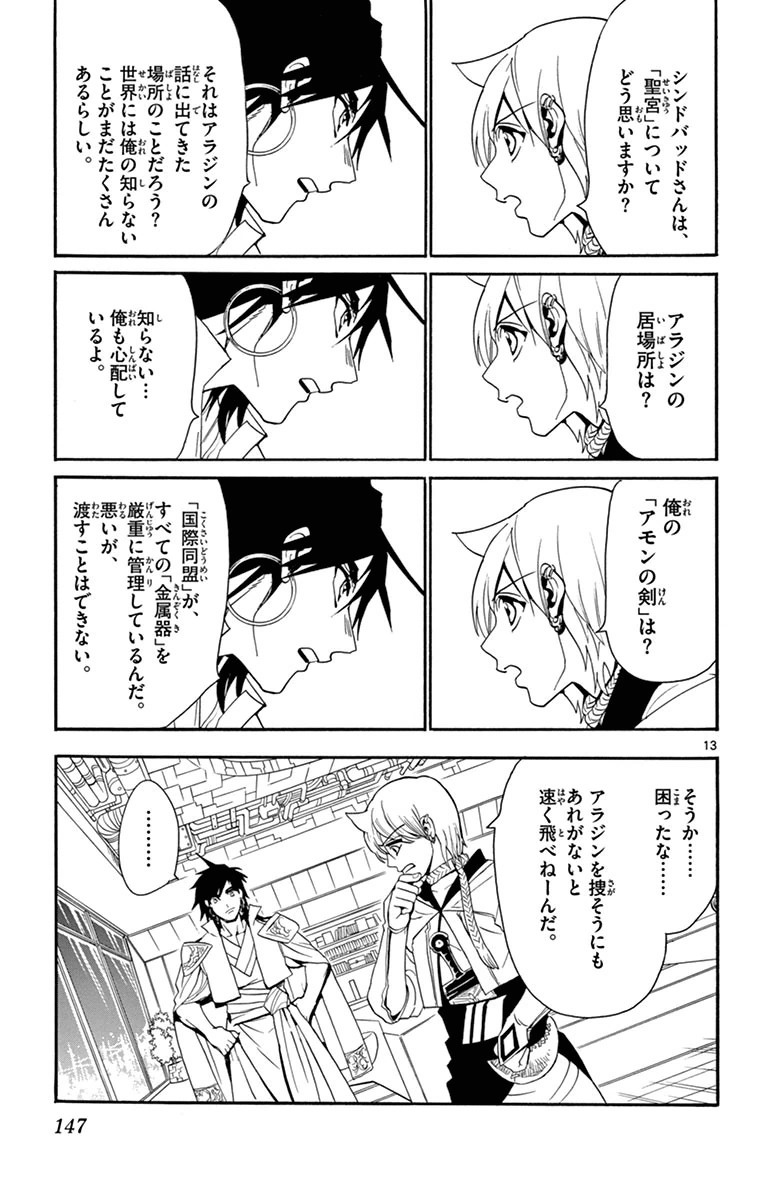 シンドバッドさんは、
「聖宮」について
どう思いますか？
それはアラジンの
話に出てきた
場所のことだろう？
世界には俺の知らない
ことがまだたくさん
あるらしい。
アラジンの
居場所は？
知らない…
俺も心配して
いるよ。
俺の
「アモンの剣」は？
「国際同盟」が、
すべての「金属器」を
厳重に管理しているんだ。
悪いが、
渡すことはできない。
13
そうか……
困ったな……
アラジンを捜そうにも
あれがないと
速く飛べねーんだ。
………
147